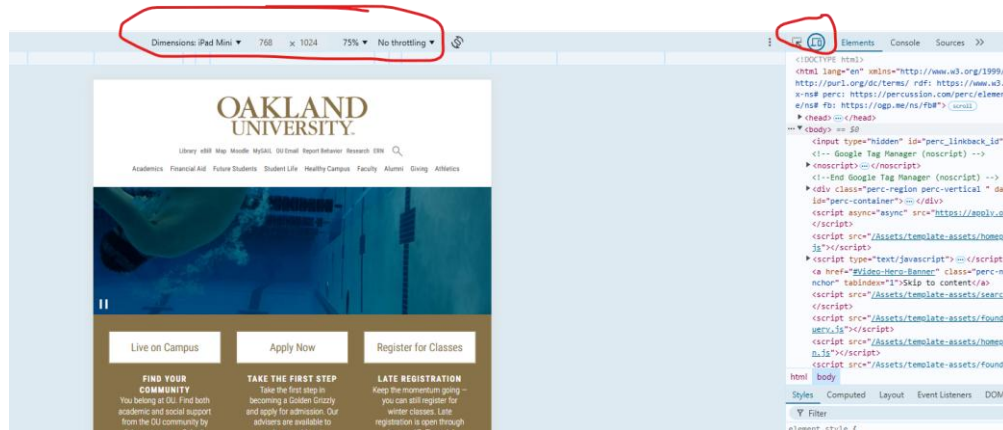 Dimensions: iPad Mini ▼ 768 × 1024 75% ▼ No throttling ▼
Elements Console Sources
OAKLAND
UNIVERSITY.
Library eBill Map Moodle MySAIL OU Email Report Behavior Research ERN
Academics Financial Aid Future Students Student Life Healthy Campus Faculty Alumni Giving Athletics
Live on Campus Apply Now Register for Classes
FIND YOUR
COMMUNITY
You belong at OU. Find both
academic and social support
from the OU community by
TAKE THE FIRST STEP
Take the first step in
becoming a Golden Grizzly
and apply for admission. Our
advisers are available to
LATE REGISTRATION
Keep the momentum going —
you can still register for
winter classes. Late
registration is open through
<!DOCTYPE html>
<html lang="en" xmlns="http://www.w3.org/1999/
http://purl.org/dc/terms/ rdf: https://www.w3.
x-ns# perc: https://percussion.com/perc/elemen
e/ns# fb: https://ogp.me/ns/fb#"> scroll
▶ <head> … </head>
… ▼ <body> == $0
<input type="hidden" id="perc_linkback_id"
<!-- Google Tag Manager (noscript) -->
▶ <noscript> … </noscript>
<!--End Google Tag Manager (noscript) -->
▶ <div class="perc-region perc-vertical " da
id="perc-container"> … </div>
<script async="async" src="https://apply.o
</script>
<script src="/Assets/template-assets/homep
js"></script>
▶ <script type="text/javascript"> … </script
<a href="#Video-Hero-Banner" class="perc-n
nchor" tabindex="1">Skip to content</a>
<script src="/Assets/template-assets/searc
</script>
<script src="/Assets/template-assets/found
uery.js"></script>
<script src="/Assets/template-assets/homep
n.js"></script>
<script src="/Assets/template-assets/found
html body
Styles Computed Layout Event Listeners DOM
Filter
element.style {